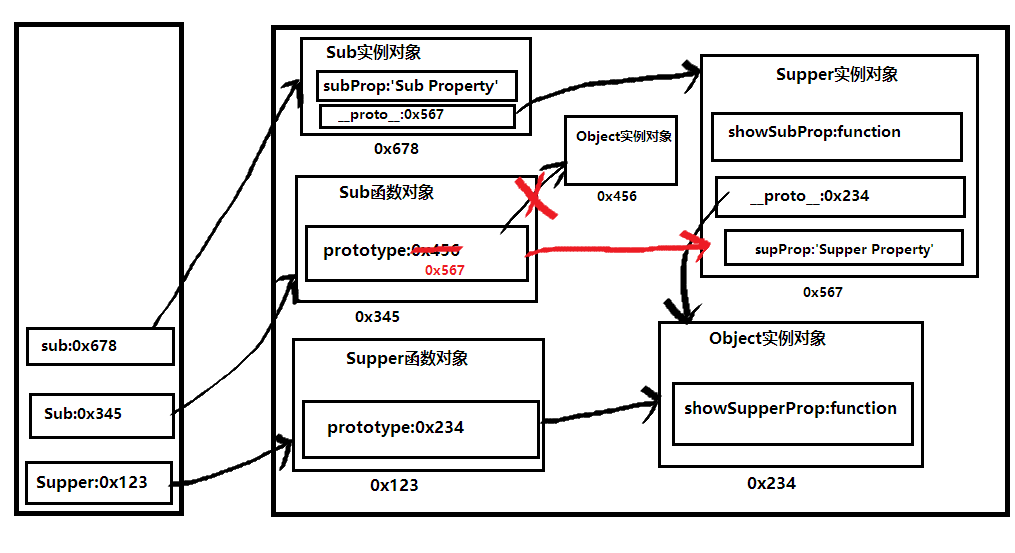 sub:0x678
Sub:0x345
Supper:0x123
Sub实例对象
subProp:'Sub Property'
__proto__:0x567
0x678
Sub函数对象
prototype:0x456
0x567
0x345
Supper函数对象
prototype:0x234
0x123
Object实例对象
0x456
Supper实例对象
showSubProp:function
__proto__:0x234
supProp:'Supper Property'
0x567
Object实例对象
showSupperProp:function
0x234